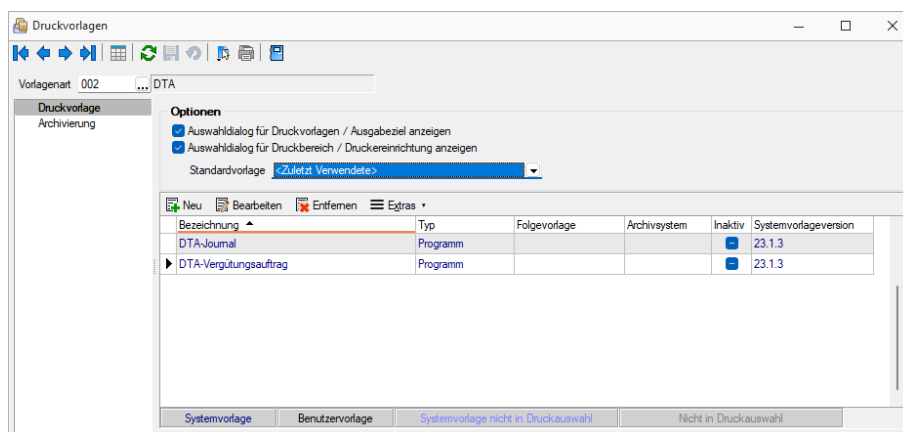 Druckvorlagen
Vorlagenart 002 ... DTA
Druckvorlage
Archivierung
Optionen
Auswahldialog für Druckvorlagen / Ausgabeziel anzeigen
Auswahldialog für Druckbereich / Druckereinrichtung anzeigen
Standardvorlage <Zuletzt Verwendete>
Neu Bearbeiten Entfernen Extras
Bezeichnung Typ Folgevorlage Archivsystem Inaktiv Systemvorlageversion
DTA-Journal Programm 23.1.3
DTA-Vergütungsauftrag Programm 23.1.3
Systemvorlage Benutzervorlage Systemvorlage nicht in Druckauswahl Nicht in Druckauswahl